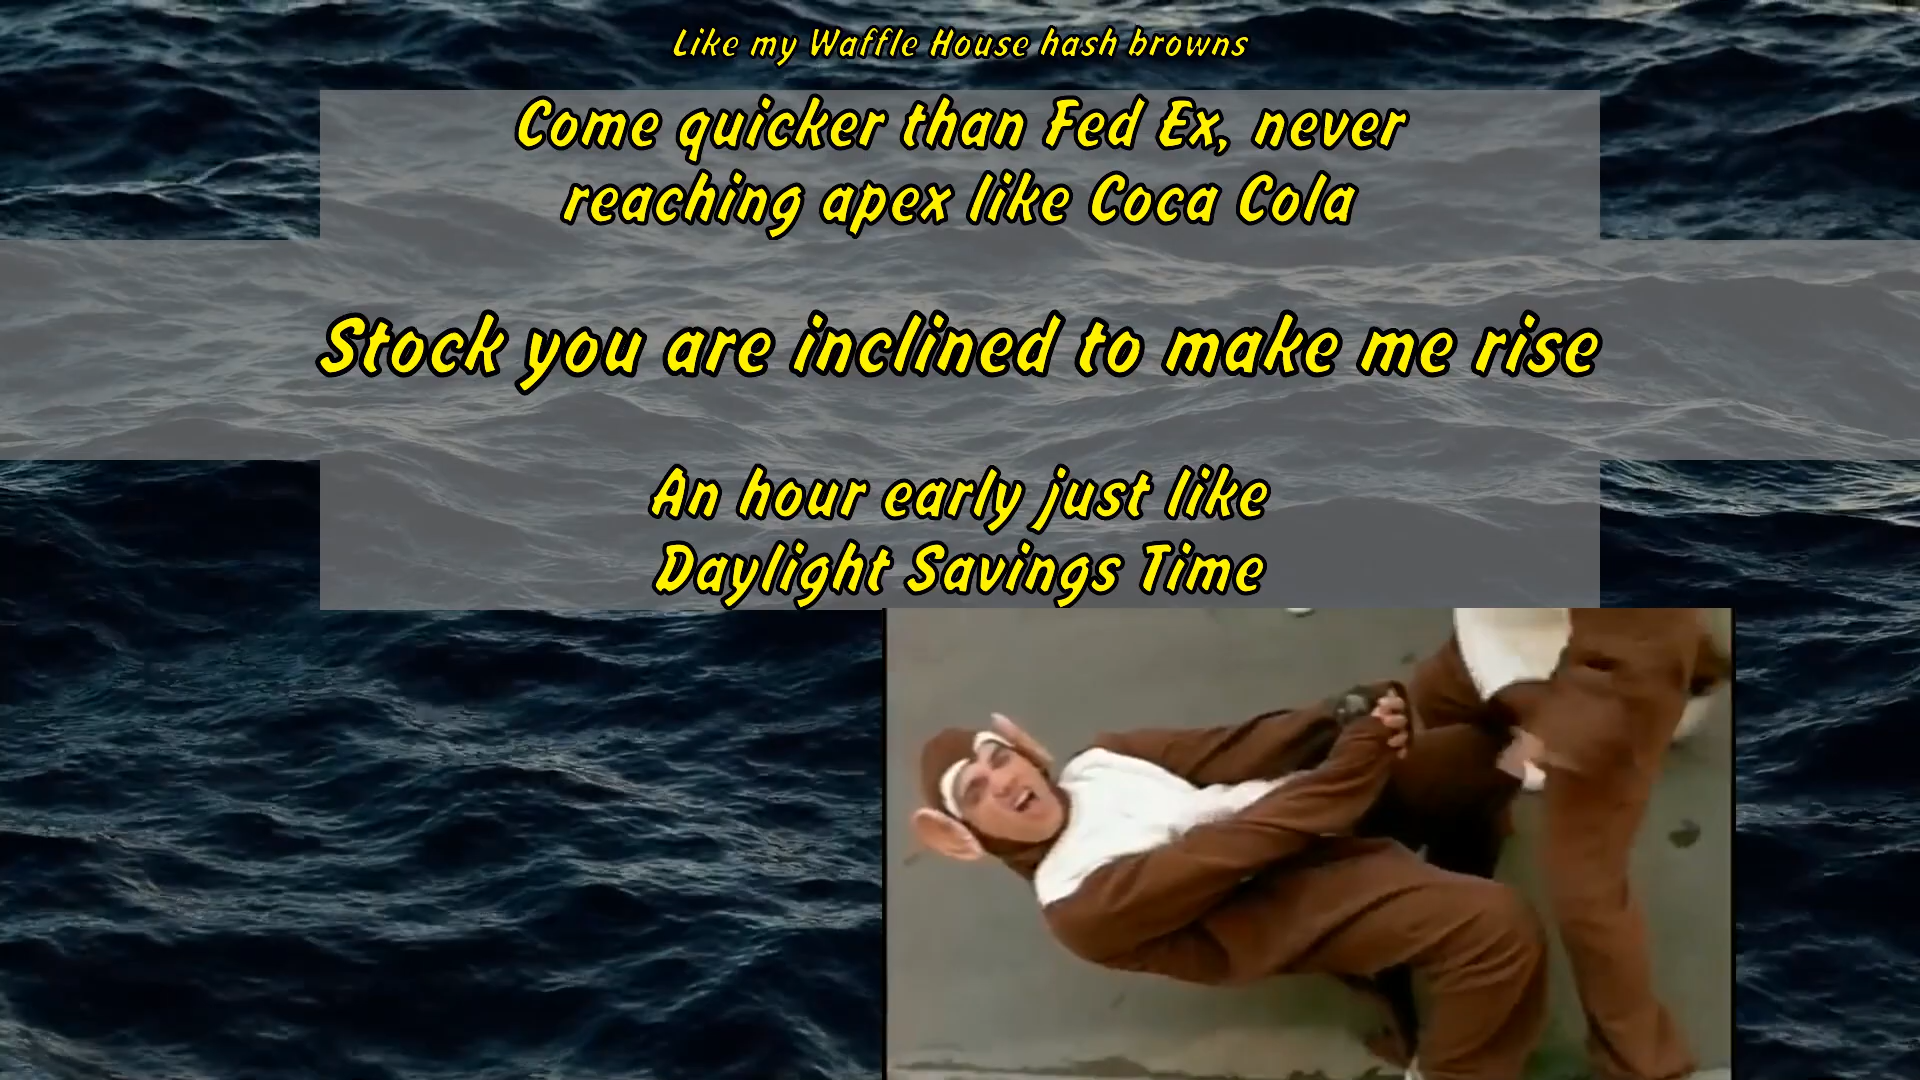 Like my Waffle House hash browns
Come quicker than Fed Ex, never
reaching apex like Coca Cola
Stock you are inclined to make me rise
An hour early just like
Daylight Savings Time